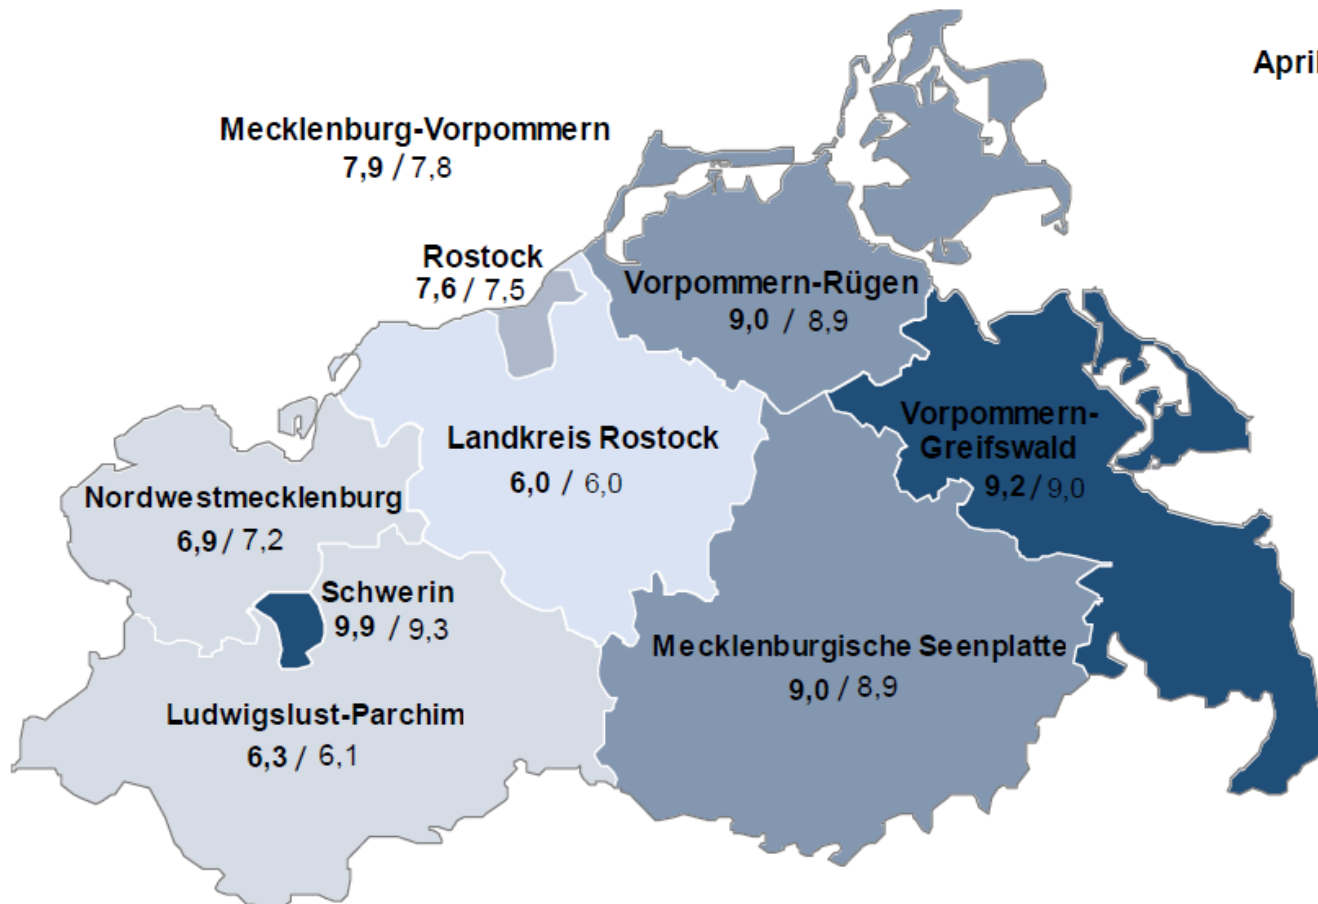 April
Mecklenburg-Vorpommern
7,9 / 7,8
Rostock
7,6 / 7,5
Vorpommern-Rügen
9,0 / 8,9
Vorpommern-
Greifswald
9,2 / 9,0
Landkreis Rostock
6,0 / 6,0
Nordwestmecklenburg
6,9 / 7,2
Schwerin
9,9 / 9,3
Mecklenburgische Seenplatte
9,0 / 8,9
Ludwigslust-Parchim
6,3 / 6,1